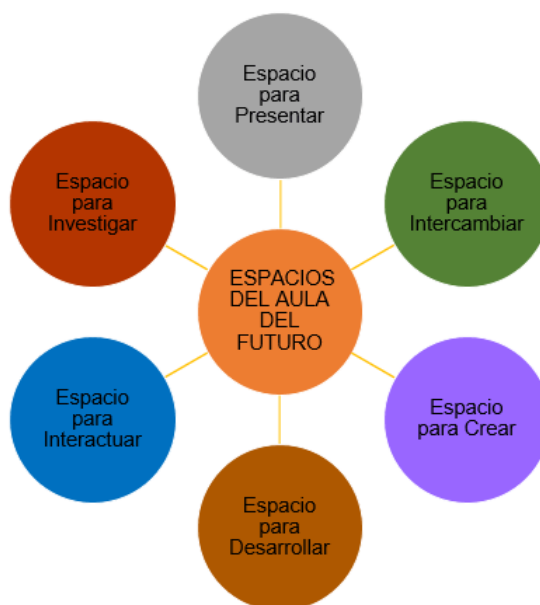 Espacio
para
Presentar
Espacio
para
Investigar
Espacio
para
Intercambiar
ESPACIOS
DEL AULA
DEL
FUTURO
Espacio
para
Interactuar
Espacio
para Crear
Espacio
para
Desarrollar